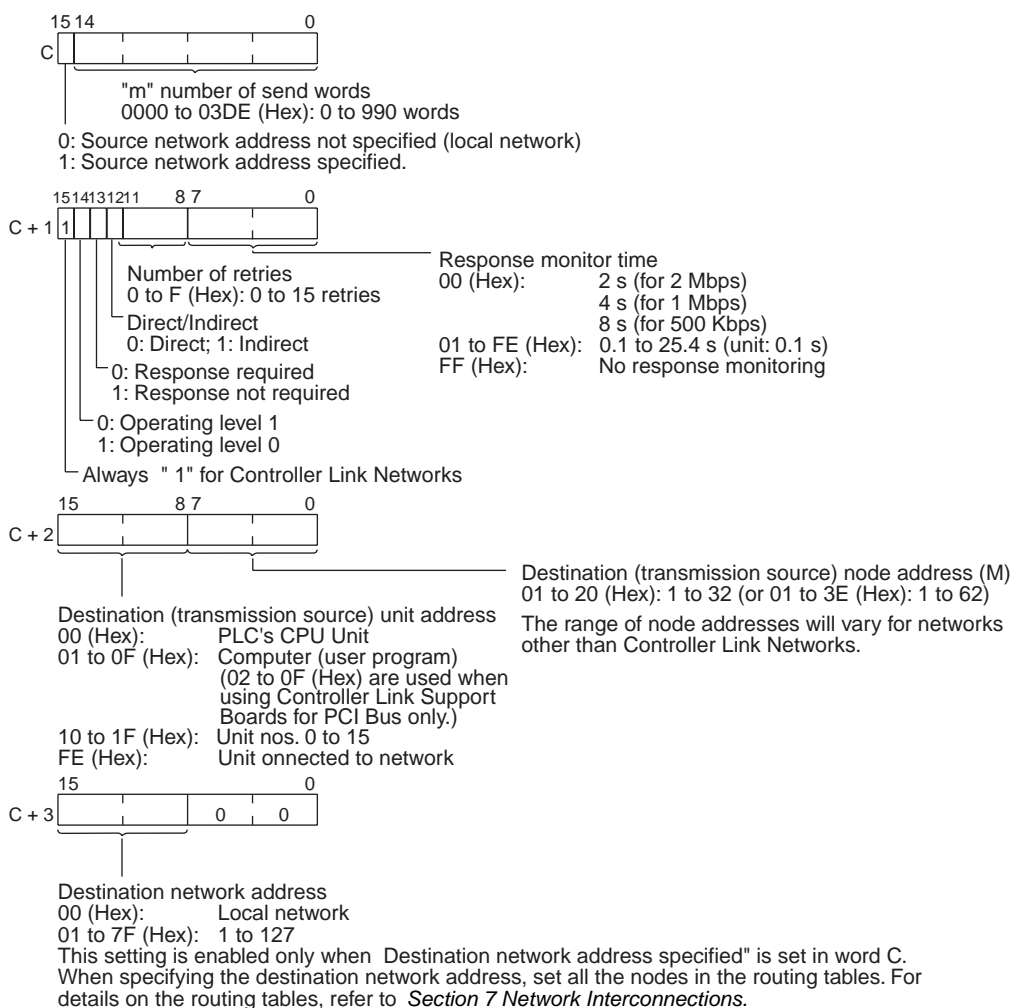 15 14 0
C
"m" number of send words
0000 to 03DE (Hex): 0 to 990 words
0: Source network address not specified (local network)
1: Source network address specified.
15 14 13 12 11 8 7 0
C + 1 1
Response monitor time
00 (Hex): 2 s (for 2 Mbps)
4 s (for 1 Mbps)
8 s (for 500 Kbps)
01 to FE (Hex): 0.1 to 25.4 s (unit: 0.1 s)
FF (Hex): No response monitoring
Number of retries
0 to F (Hex): 0 to 15 retries
Direct/Indirect
0: Direct; 1: Indirect
0: Response required
1: Response not required
0: Operating level 1
1: Operating level 0
Always " 1" for Controller Link Networks
15 8 7 0
C + 2
Destination (transmission source) node address (M)
01 to 20 (Hex): 1 to 32 (or 01 to 3E (Hex): 1 to 62)
The range of node addresses will vary for networks
other than Controller Link Networks.
Destination (transmission source) unit address
00 (Hex): PLC's CPU Unit
01 to 0F (Hex): Computer (user program)
(02 to 0F (Hex) are used when
using Controller Link Support
Boards for PCI Bus only.)
10 to 1F (Hex): Unit nos. 0 to 15
FE (Hex): Unit onnected to network
15 0
C + 3 0 0
Destination network address
00 (Hex): Local network
01 to 7F (Hex): 1 to 127
This setting is enabled only when Destination network address specified" is set in word C.
When specifying the destination network address, set all the nodes in the routing tables. For
details on the routing tables, refer to Section 7 Network Interconnections.